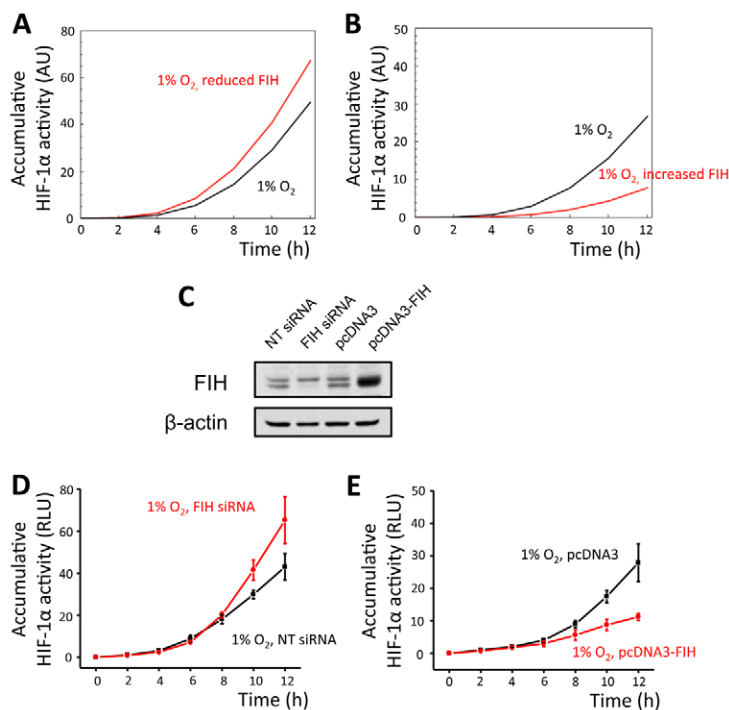 A
Accumulative
HIF-1α activity (AU)
80
60
40
20
0
1% O2, reduced FIH
1% O2
0 2 4 6 8 10 12
Time (h)
B
Accumulative
HIF-1α activity (AU)
50
40
30
20
10
0
1% O2
1% O2, increased FIH
0 2 4 6 8 10 12
Time (h)
C
NT siRNA
FIH siRNA
pcDNA3
pcDNA3-FIH
FIH
β-actin
D
Accumulative
HIF-1α activity (RLU)
80
60
40
20
0
1% O2, FIH siRNA
1% O2, NT siRNA
0 2 4 6 8 10 12
Time (h)
E
Accumulative
HIF-1α activity (RLU)
50
40
30
20
10
0
1% O2, pcDNA3
1% O2, pcDNA3-FIH
0 2 4 6 8 10 12
Time (h)